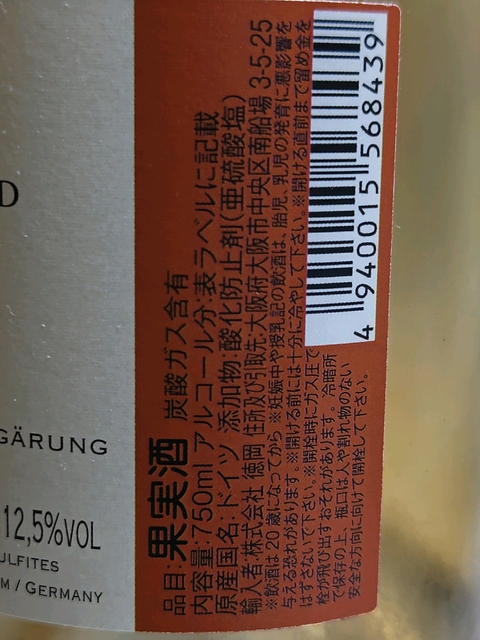 D
GÄRUNG
12,5%VOL
ULFITES
M / GERMANY
品目:果実酒 炭酸ガス含有
内容量:750ml アルコール分:表ラベルに記載
原産国名:ドイツ 添加物:酸化防止剤(亜硫酸塩)
輸入者:株式会社 徳岡 住所及び引取先:大阪府大阪市中央区南船場 3-5-25
※飲酒は20歳になってから ※妊娠中や授乳記の飲酒は、胎児、乳児の発育に悪影響を
与える恐れがあります。※開ける前には十分に冷やして下さい。※開ける直前まで留め金を
はずさないで下さい。※開栓時にガス圧で
栓が飛び出すおそれがあります。冷暗所
で保存の上、瓶口は人や割れ物のない
安全な方向に向けて開栓して下さい。
4 940015 568439